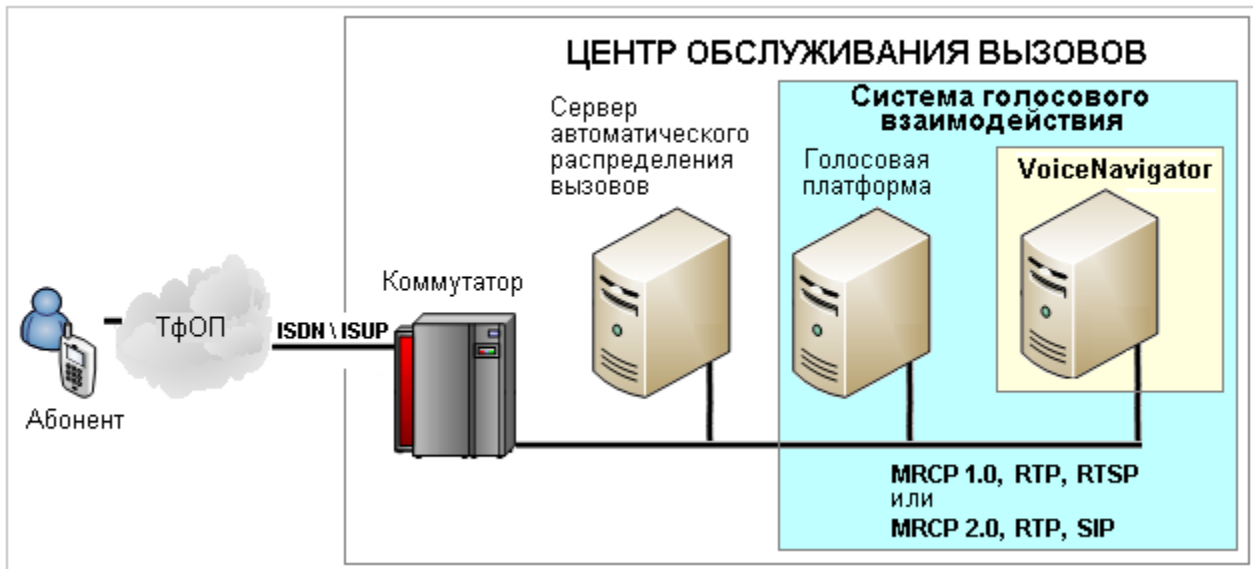 ЦЕНТР ОБСЛУЖИВАНИЯ ВЫЗОВОВ
Сервер
автоматического
распределения
вызовов
Система голосового
взаимодействия
Голосовая
платформа
VoiceNavigator
Коммутатор
ТфОП
ISDN \ ISUP
Абонент
MRCP 1.0, RTP, RTSP
или
MRCP 2.0, RTP, SIP